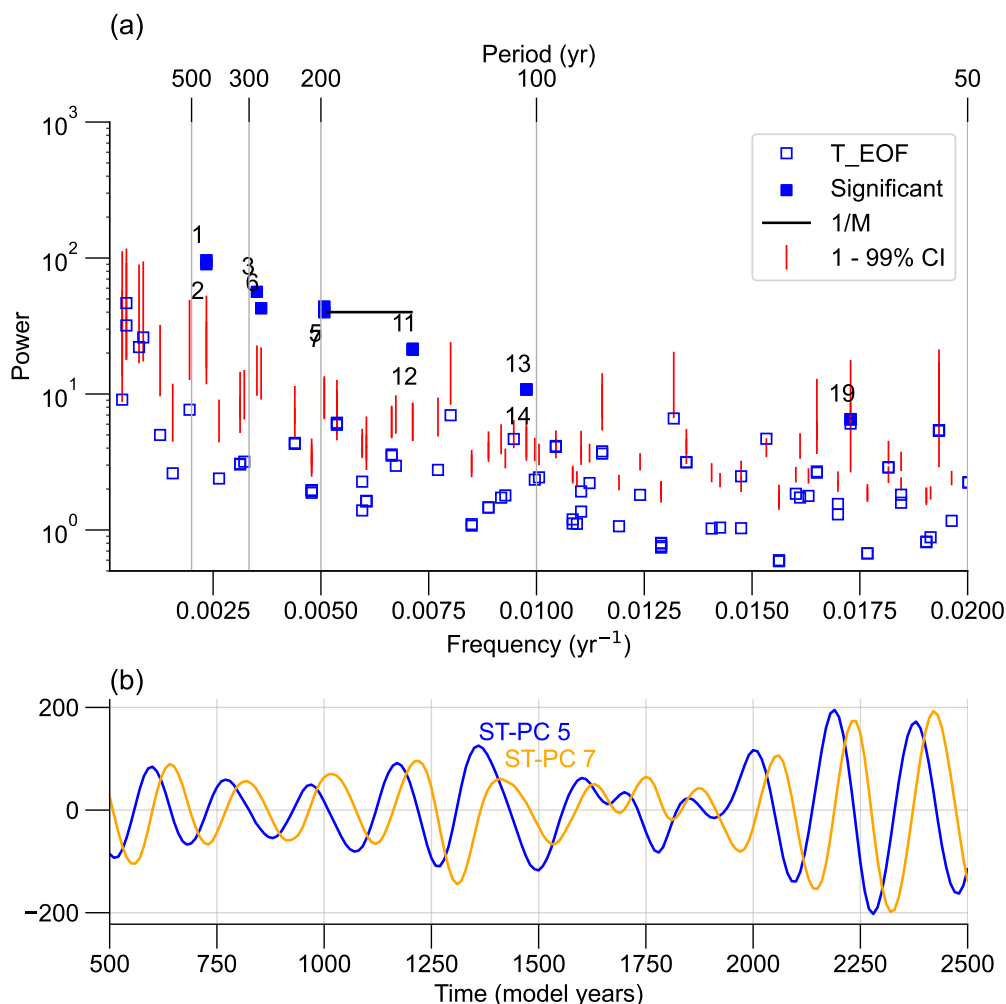 (a)
Period (yr)
500 300 200 100 50
10³
10²
10¹
10⁰
Power
T_EOF
Significant
1/M
1 - 99% CI
1
2
3
6
5
7
11
12
13
14
19
0.0025 0.0050 0.0075 0.0100 0.0125 0.0150 0.0175 0.0200
Frequency (yr⁻¹)
(b)
200
0
−200
ST-PC 5
ST-PC 7
500 750 1000 1250 1500 1750 2000 2250 2500
Time (model years)